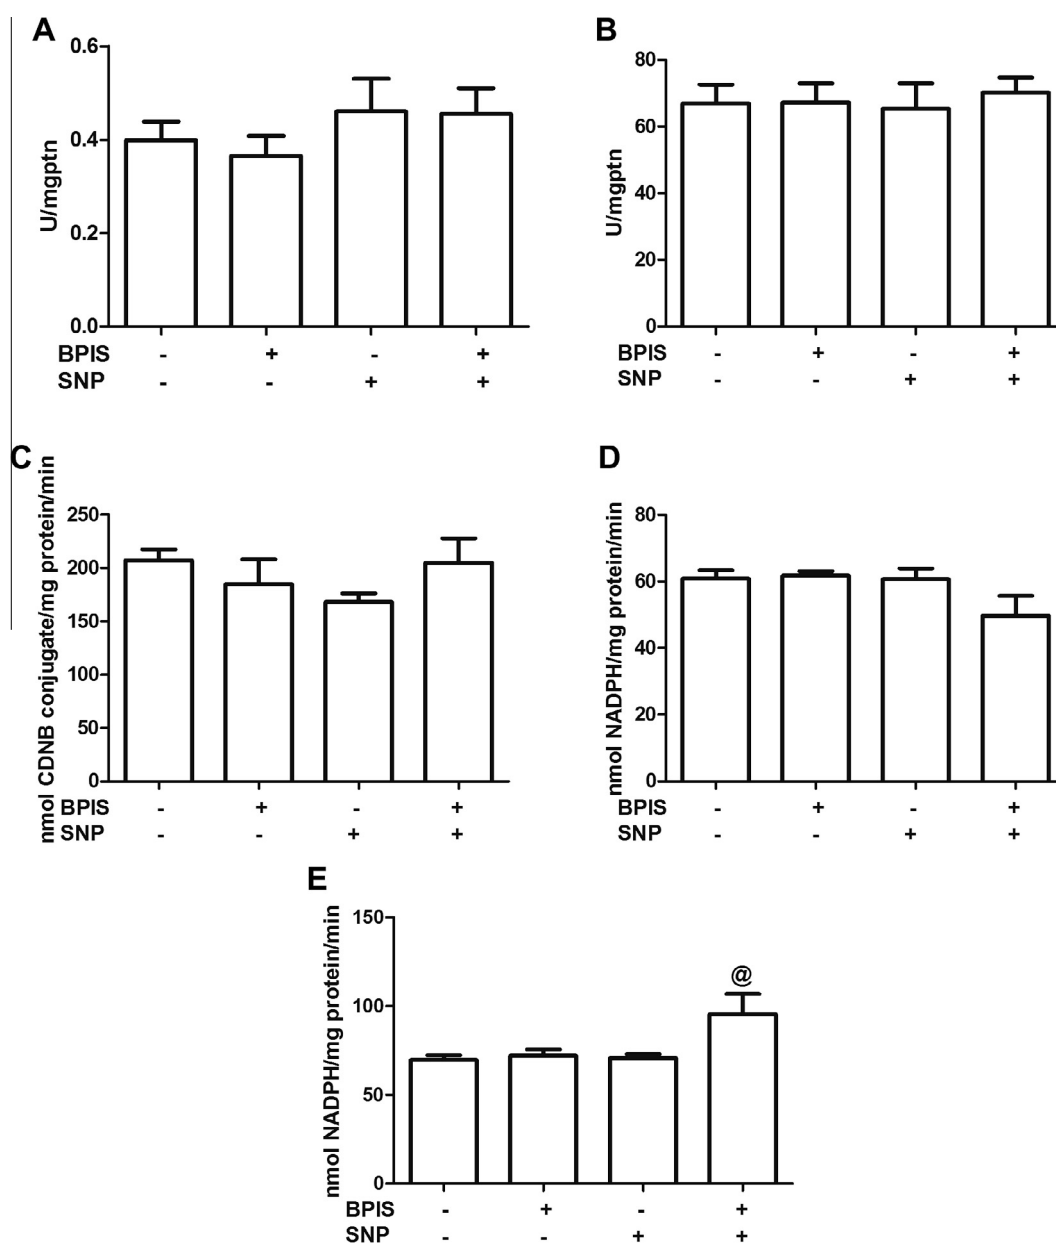 A
U/mgptn
0.6
0.4
0.2
0.0
BPIS - + - +
SNP - - + +
B
U/mgptn
80
60
40
20
0
BPIS - + - +
SNP - - + +
C
nmol CDNB conjugate/mg protein/min
250
200
150
100
50
0
BPIS - + - +
SNP - - + +
D
nmol NADPH/mg protein/min
80
60
40
20
0
BPIS - + - +
SNP - - + +
E
nmol NADPH/mg protein/min
150
100
50
0
@
BPIS - + - +
SNP - - + +